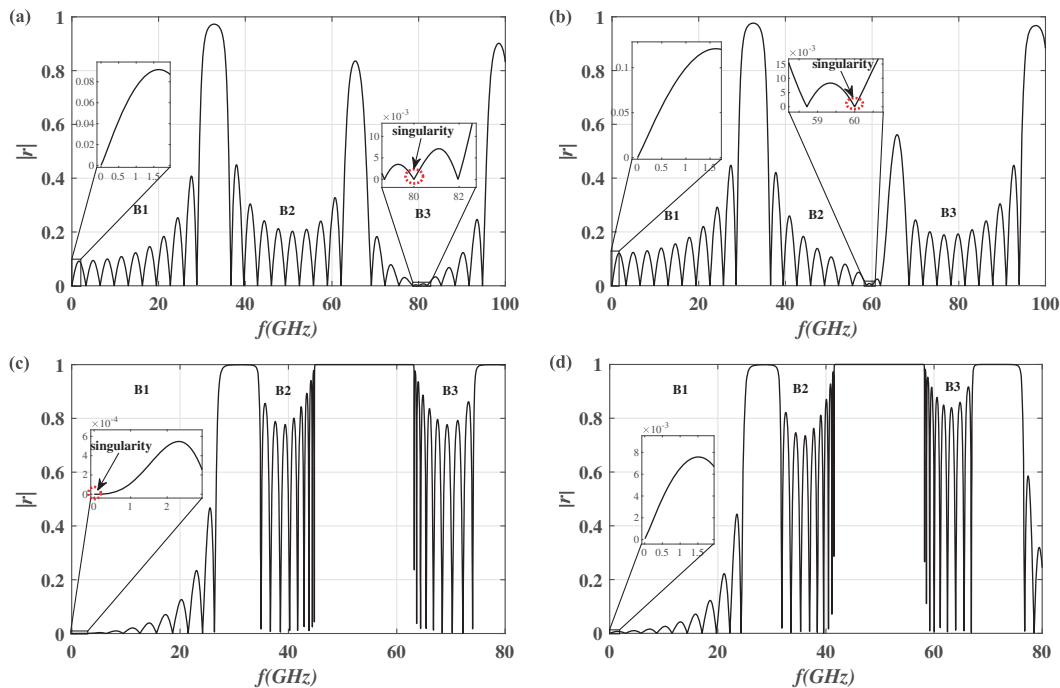 (a)
1
0.8
0.6
0.4
0.2
0
|r|
0.08
0.06
0.04
0.02
0
0 0.5 1 1.5
B1
B2
B3
×10⁻³
10
5
0
singularity
80 82
0 20 40 60 80 100
f(GHz)
(b)
1
0.8
0.6
0.4
0.2
0
|r|
0.1
0.05
0
0 0.5 1 1.5
B1
B2
B3
×10⁻³
15
10
5
0
singularity
59 60
0 20 40 60 80 100
f(GHz)
(c)
1
0.8
0.6
0.4
0.2
0
|r|
B1
B2
B3
×10⁻⁴
6
4
2
0
singularity
0 1 2
0 20 40 60 80
f(GHz)
(d)
1
0.8
0.6
0.4
0.2
0
|r|
B1
B2
B3
×10⁻³
8
6
4
2
0
0 0.5 1 1.5
0 20 40 60 80
f(GHz)